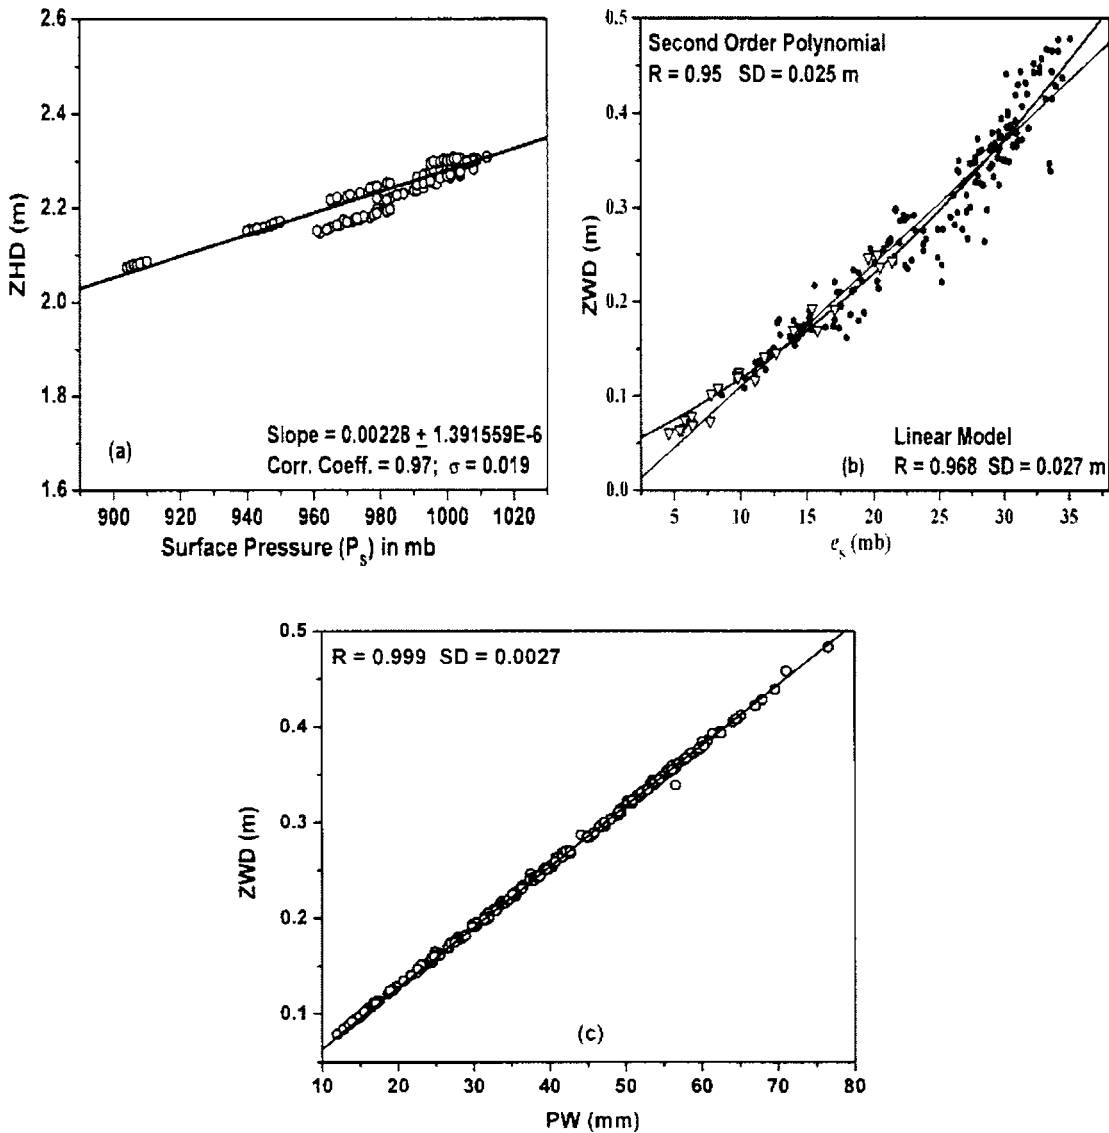 2.6
2.4
2.2
2.0
1.8
1.6
ZHD (m)
(a)
Slope = 0.00228 ± 1.391559E-6
Corr. Coeff. = 0.97; σ = 0.019
900 920 940 960 980 1000 1020
Surface Pressure (Ps) in mb
0.5
0.4
0.3
0.2
0.1
0.0
ZWD (m)
Second Order Polynomial
R = 0.95 SD = 0.025 m
Linear Model
(b) R = 0.968 SD = 0.027 m
5 10 15 20 25 30 35
es (mb)
0.5
0.4
0.3
0.2
0.1
ZWD (m)
R = 0.999 SD = 0.0027
(c)
10 20 30 40 50 60 70 80
PW (mm)